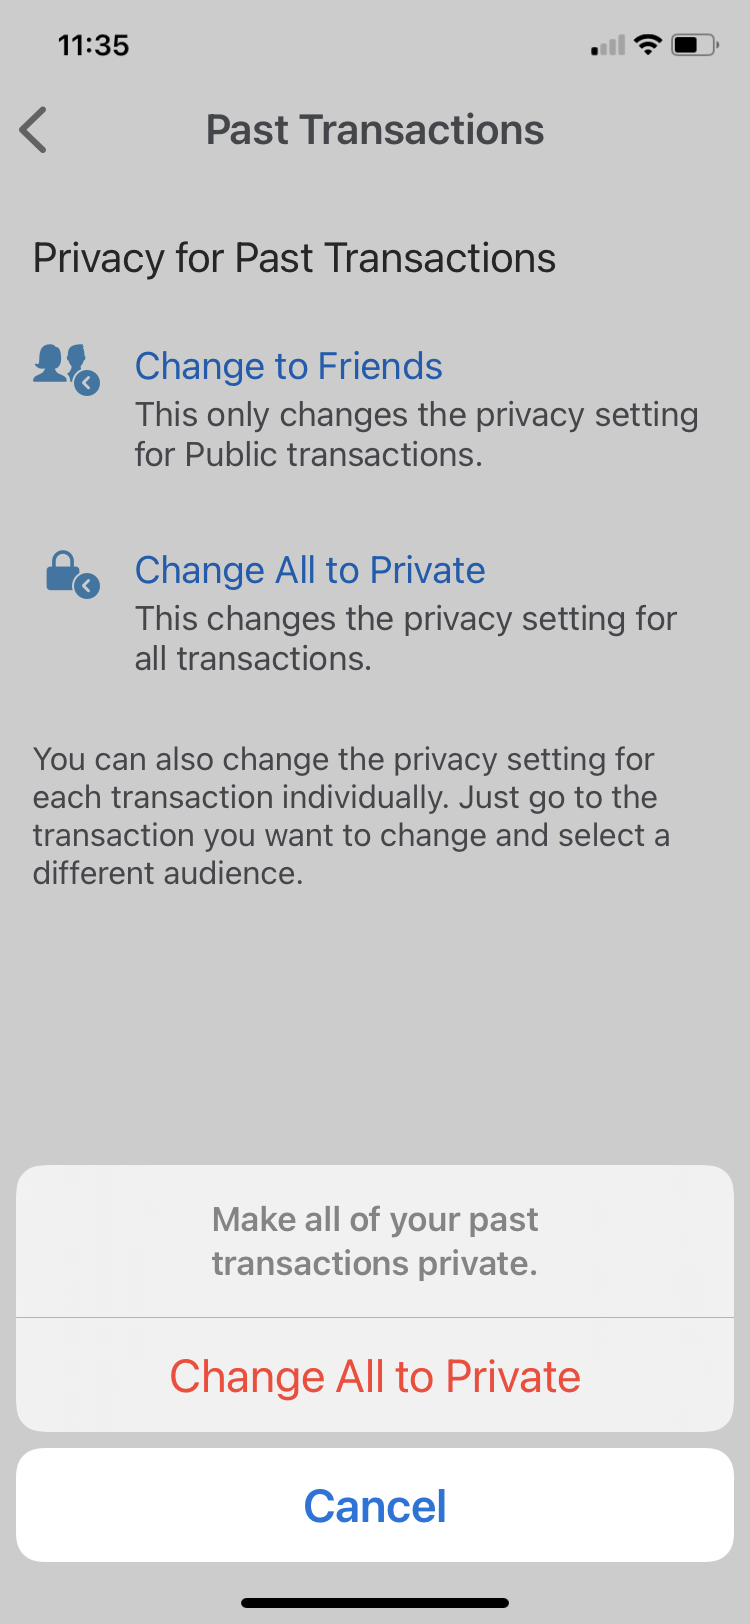 11:35
Past Transactions
Privacy for Past Transactions
Change to Friends
This only changes the privacy setting
for Public transactions.
Change All to Private
This changes the privacy setting for
all transactions.
You can also change the privacy setting for
each transaction individually. Just go to the
transaction you want to change and select a
different audience.
Make all of your past
transactions private.
Change All to Private
Cancel